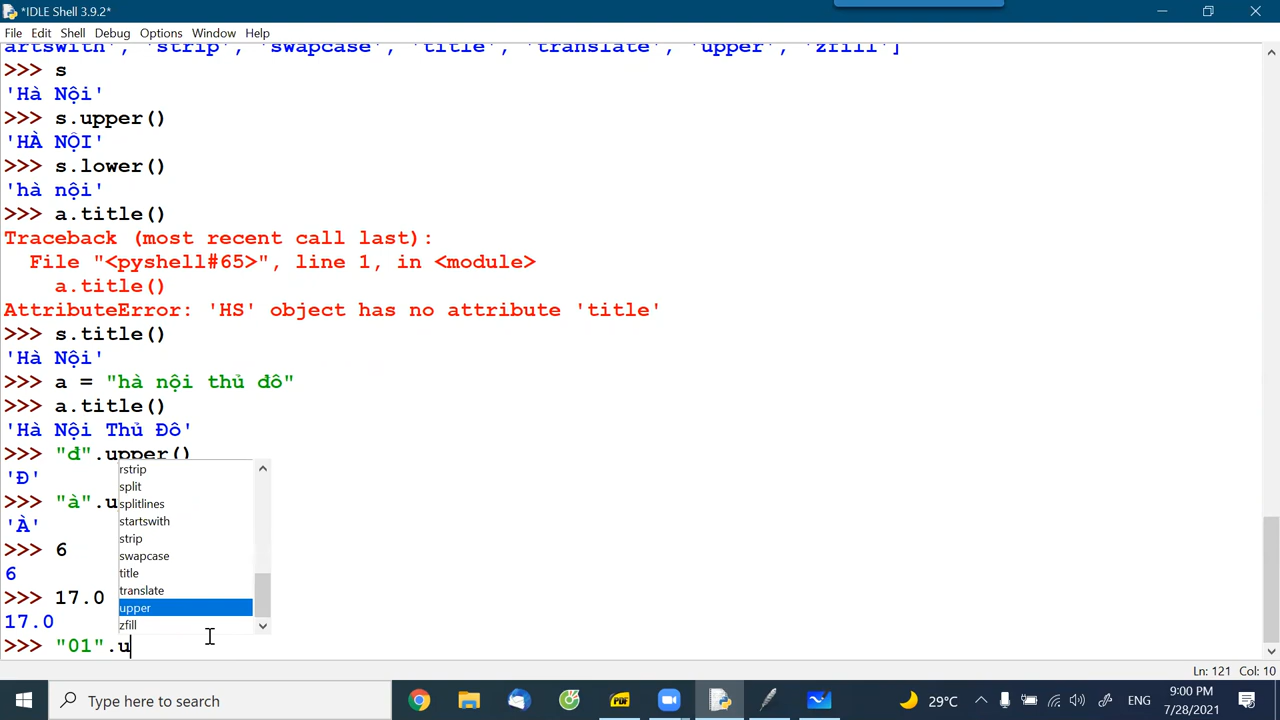 *IDLE Shell 3.9.2*
File Edit Shell Debug Options Window Help
artswith', 'strip', 'swapcase', 'title', 'translate', 'upper', 'zfill']
>>> s
'Hà Nội'
>>> s.upper()
'HÀ NỘI'
>>> s.lower()
'hà nội'
>>> a.title()
Traceback (most recent call last):
File "<pyshell#65>", line 1, in <module>
a.title()
AttributeError: 'HS' object has no attribute 'title'
>>> s.title()
'Hà Nội'
>>> a = "hà nội thủ đô"
>>> a.title()
'Hà Nội Thủ Đô'
>>> "đ".upper()
'Đ'
>>> "à".u
'À'
>>> 6
6
>>> 17.0
17.0
>>> "01".u
rstrip
split
splitlines
startswith
strip
swapcase
title
translate
upper
zfill
Ln: 121 Col: 10
Type here to search
PDF
29°C
ENG
9:00 PM
7/28/2021